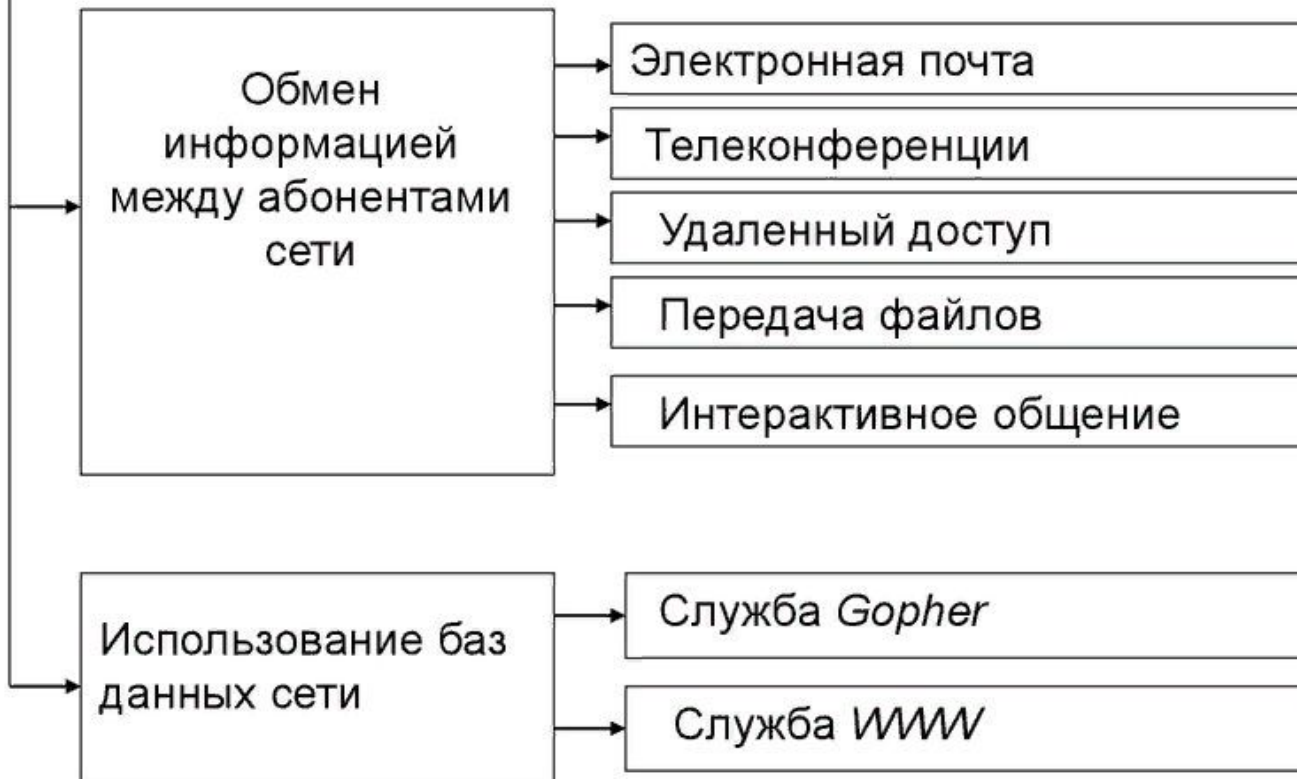 Обмен
информацией
между абонентами
сети
Электронная почта
Телеконференции
Удаленный доступ
Передача файлов
Интерактивное общение
Использование баз
данных сети
Служба Gopher
Служба WWW